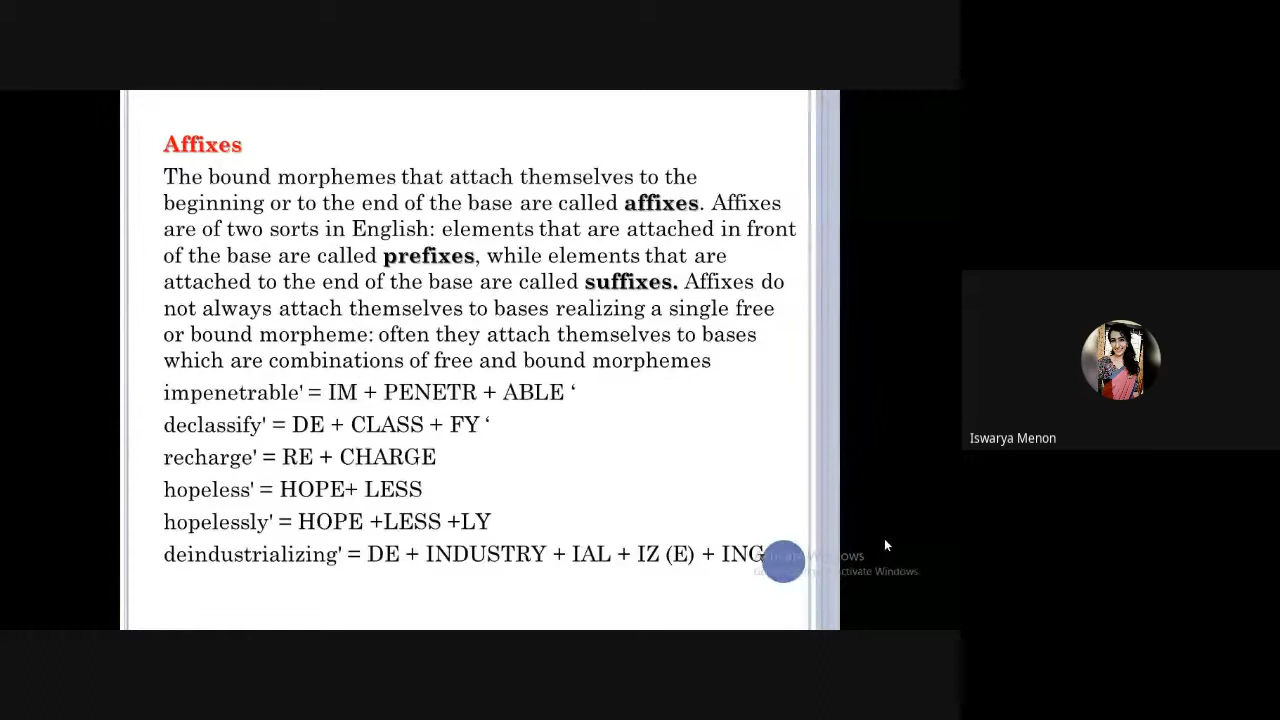 Affixes
The bound morphemes that attach themselves to the
beginning or to the end of the base are called affixes. Affixes
are of two sorts in English: elements that are attached in front
of the base are called prefixes, while elements that are
attached to the end of the base are called suffixes. Affixes do
not always attach themselves to bases realizing a single free
or bound morpheme: often they attach themselves to bases
which are combinations of free and bound morphemes
impenetrable' = IM + PENETR + ABLE ‘
declassify' = DE + CLASS + FY ‘
recharge' = RE + CHARGE
hopeless' = HOPE+ LESS
hopelessly' = HOPE +LESS +LY
deindustrializing' = DE + INDUSTRY + IAL + IZ (E) + ING
Windows
Activate Windows.
Iswarya Menon